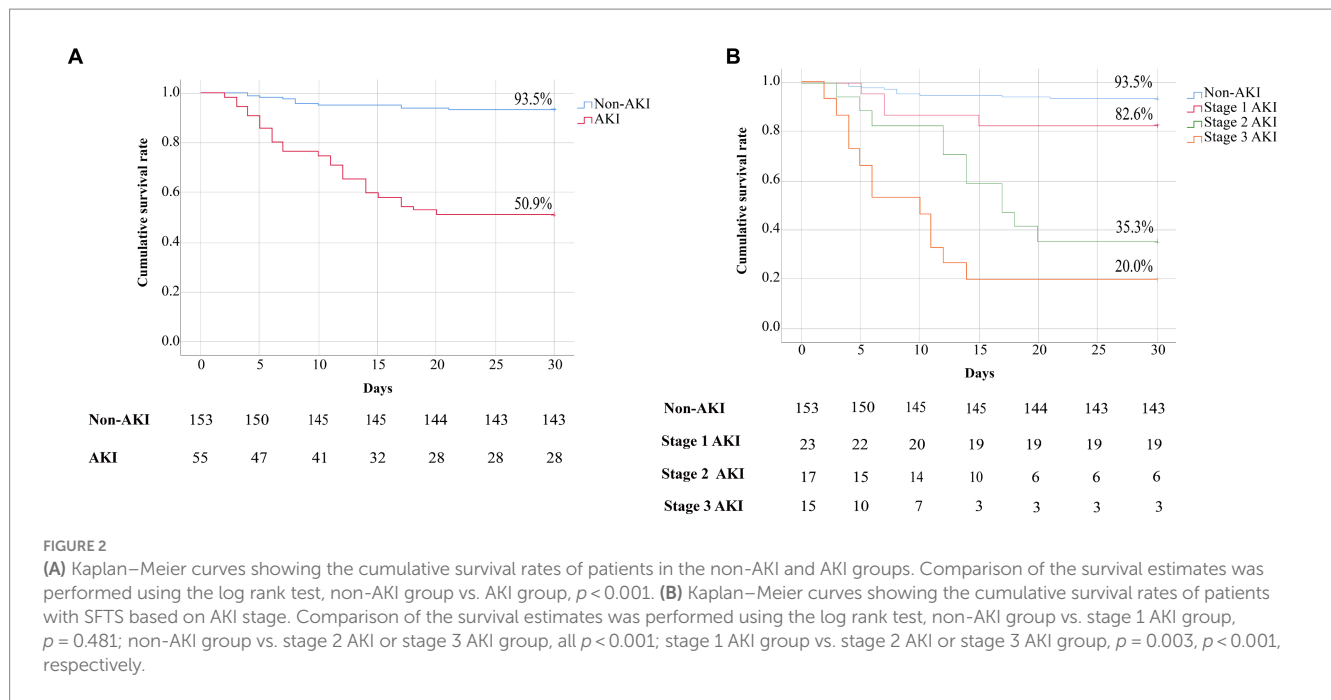 A
1.0
0.8
0.6
0.4
0.2
0.0
Cumulative survival rate
93.5%
50.9%
Non-AKI
AKI
0 5 10 15 20 25 30
Days
Non-AKI 153 150 145 145 144 143 143
AKI 55 47 41 32 28 28 28
B
1.0
0.8
0.6
0.4
0.2
0.0
Cumulative survival rate
93.5%
82.6%
35.3%
20.0%
Non-AKI
Stage 1 AKI
Stage 2 AKI
Stage 3 AKI
0 5 10 15 20 25 30
Days
Non-AKI 153 150 145 145 144 143 143
Stage 1 AKI 23 22 20 19 19 19 19
Stage 2 AKI 17 15 14 10 6 6 6
Stage 3 AKI 15 10 7 3 3 3 3
FIGURE 2
(A) Kaplan–Meier curves showing the cumulative survival rates of patients in the non-AKI and AKI groups. Comparison of the survival estimates was
performed using the log rank test, non-AKI group vs. AKI group, p < 0.001. (B) Kaplan–Meier curves showing the cumulative survival rates of patients
with SFTS based on AKI stage. Comparison of the survival estimates was performed using the log rank test, non-AKI group vs. stage 1 AKI group,
p = 0.481; non-AKI group vs. stage 2 AKI or stage 3 AKI group, all p < 0.001; stage 1 AKI group vs. stage 2 AKI or stage 3 AKI group, p = 0.003, p < 0.001,
respectively.